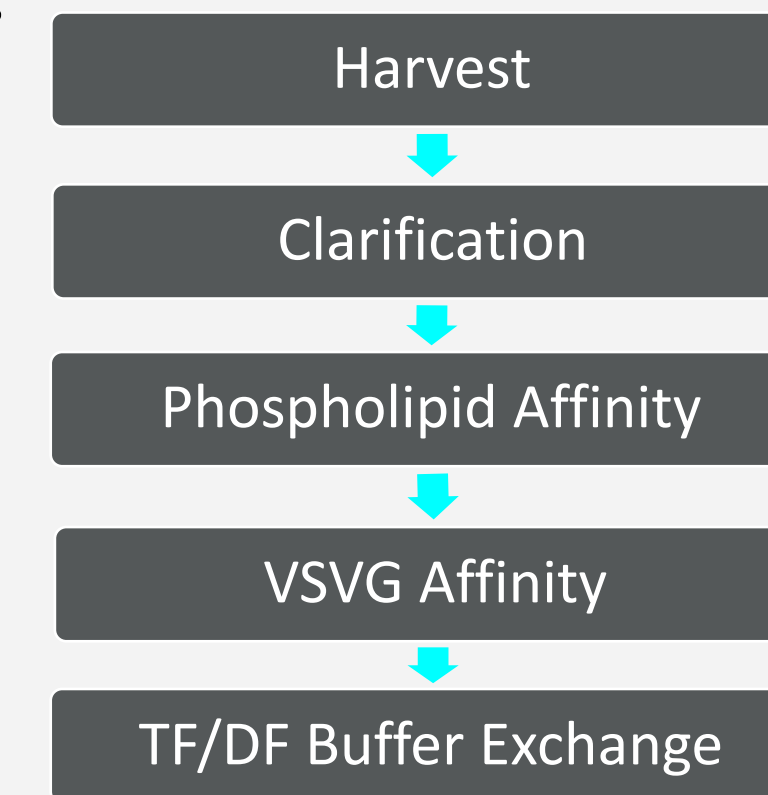 Harvest
Clarification
Phospholipid Affinity
VSVG Affinity
TF/DF Buffer Exchange